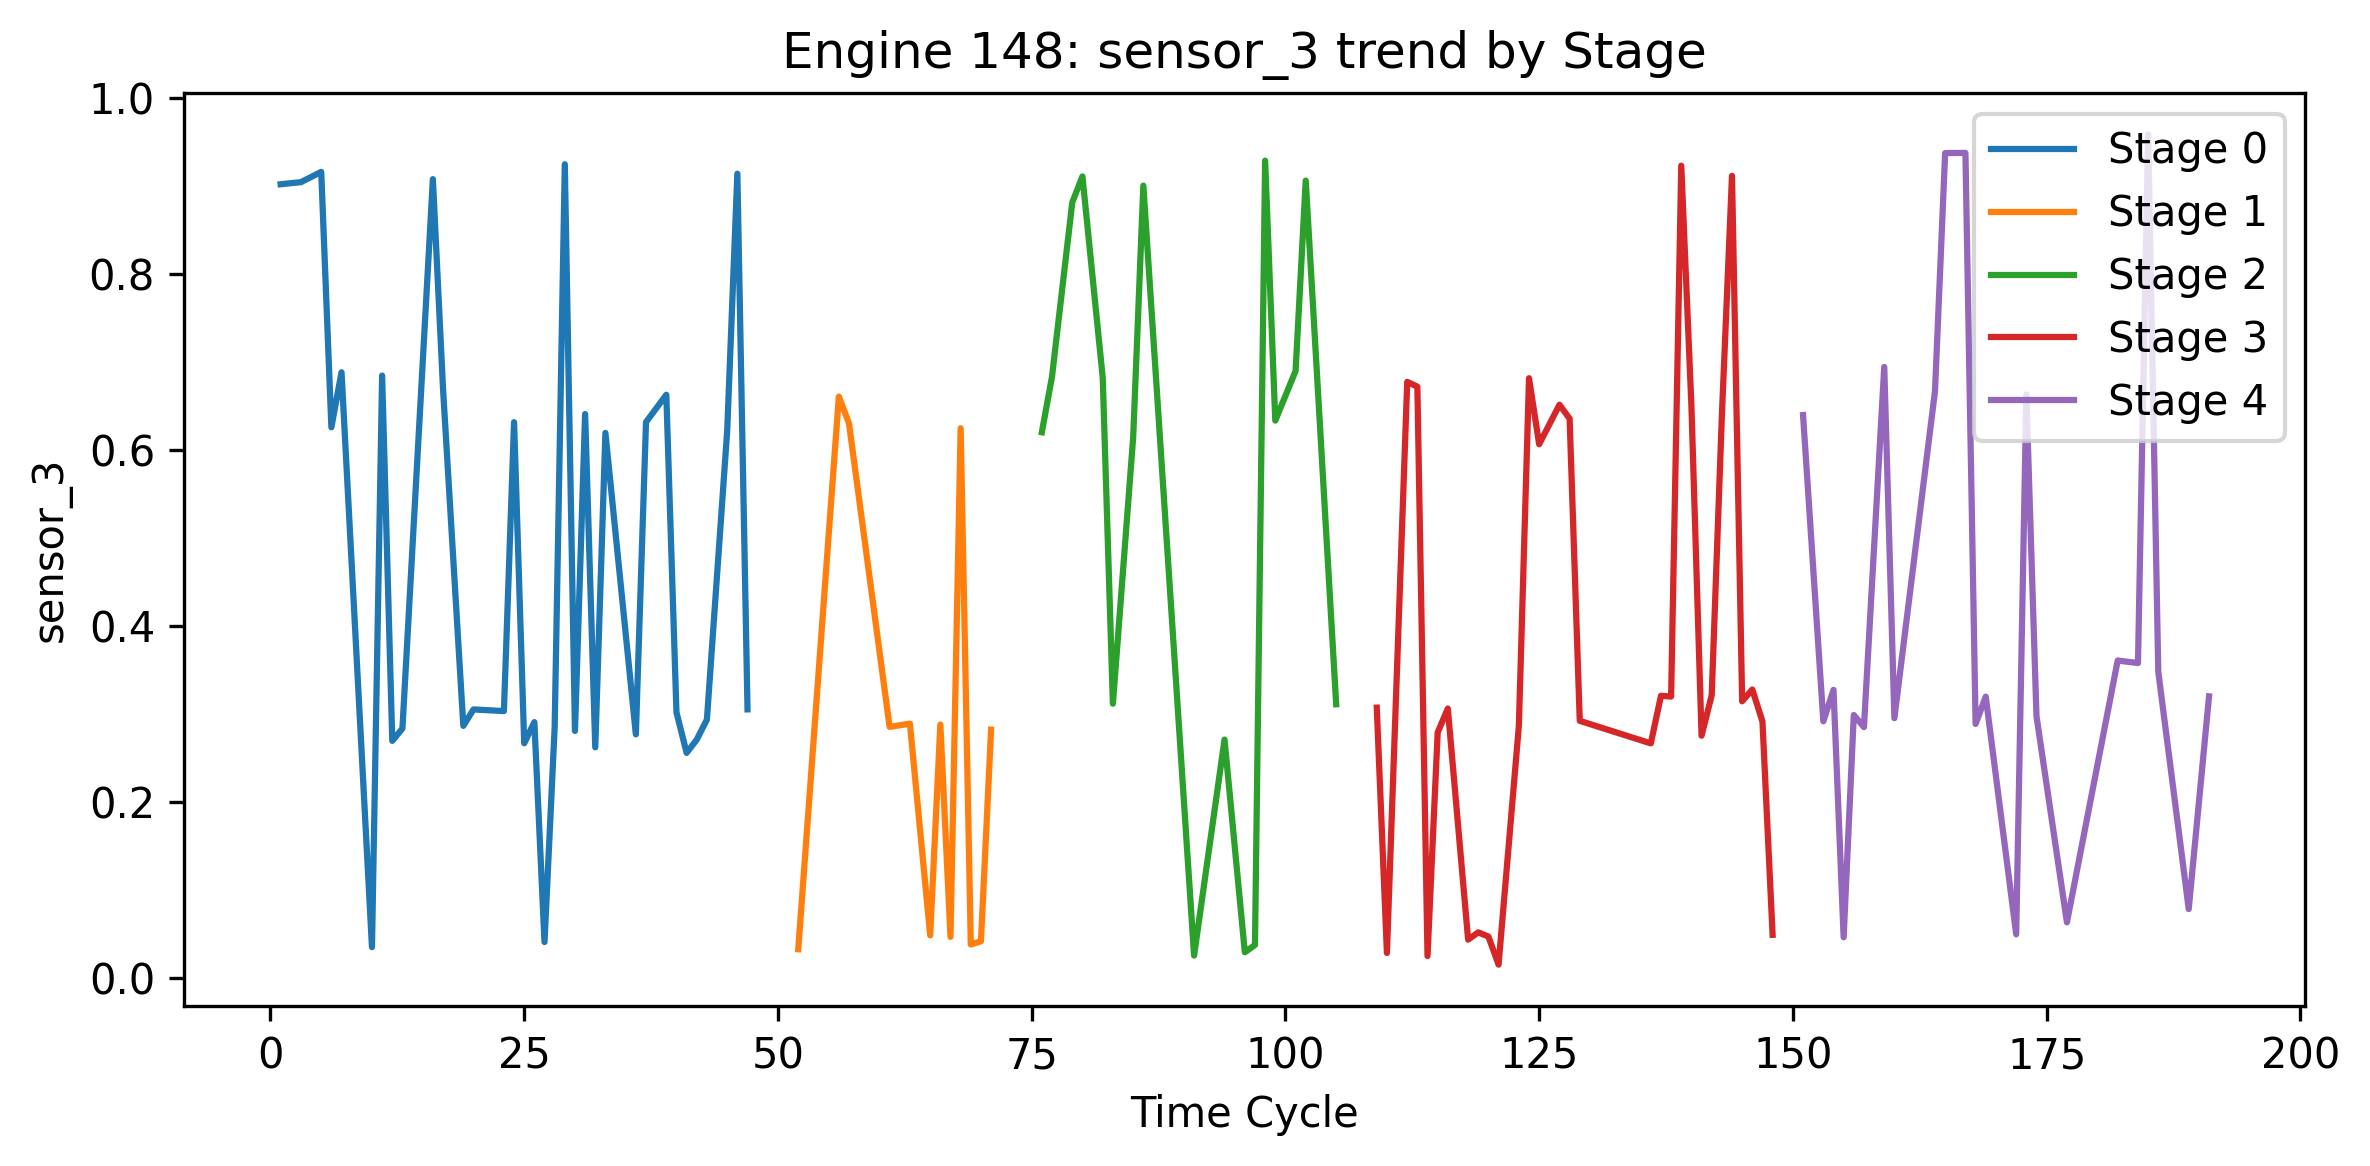 Engine 148: sensor_3 trend by Stage
1.0
0.8
0.6
0.4
0.2
0.0
sensor_3
Stage 0
Stage 1
Stage 2
Stage 3
Stage 4
0 25 50 75 100 125 150 175 200
Time Cycle